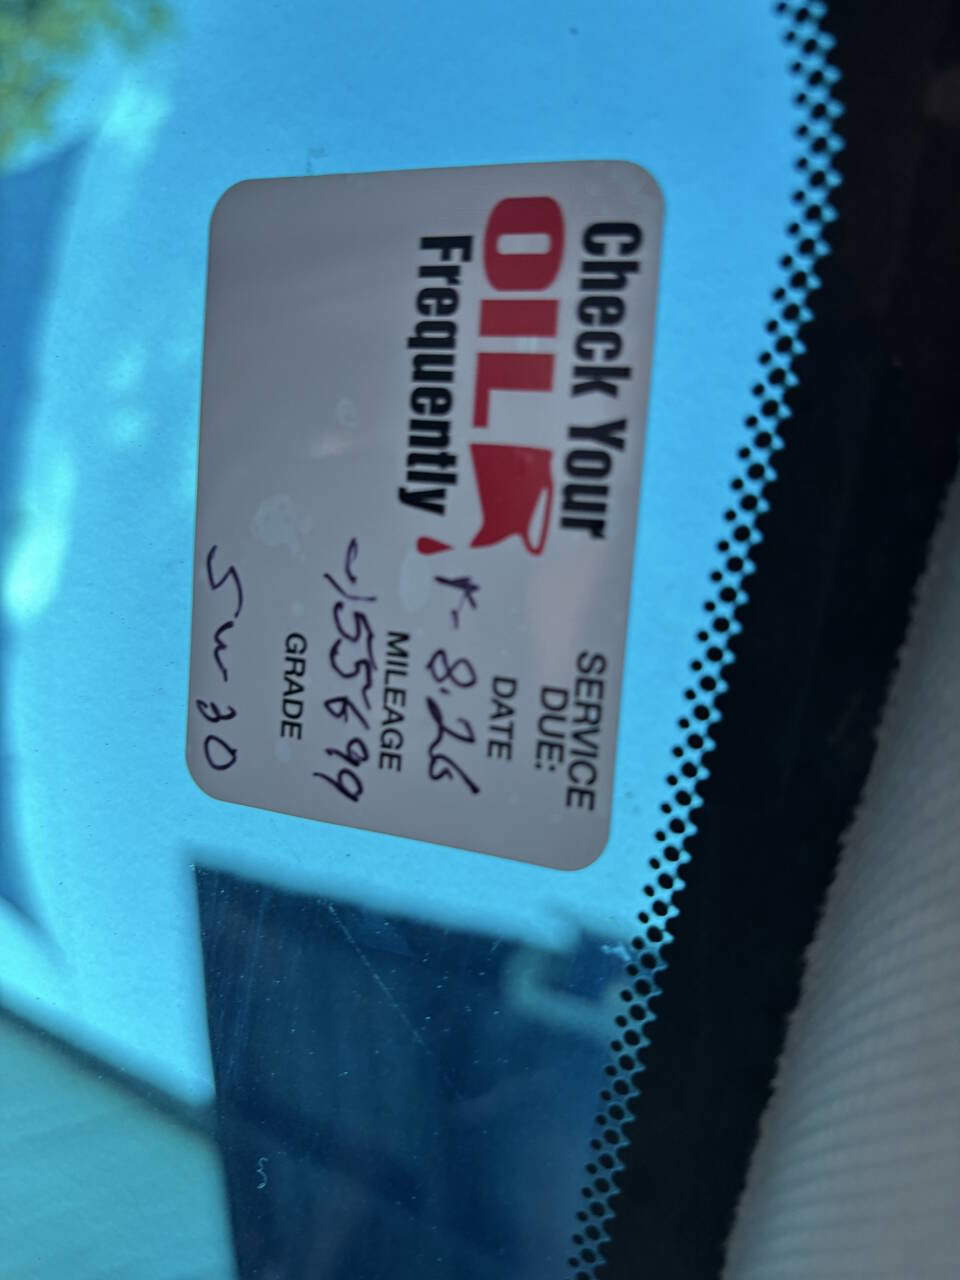 Check Your
OIL
Frequently
SERVICE
DUE:
DATE
8.26
MILEAGE
155699
GRADE
5w30